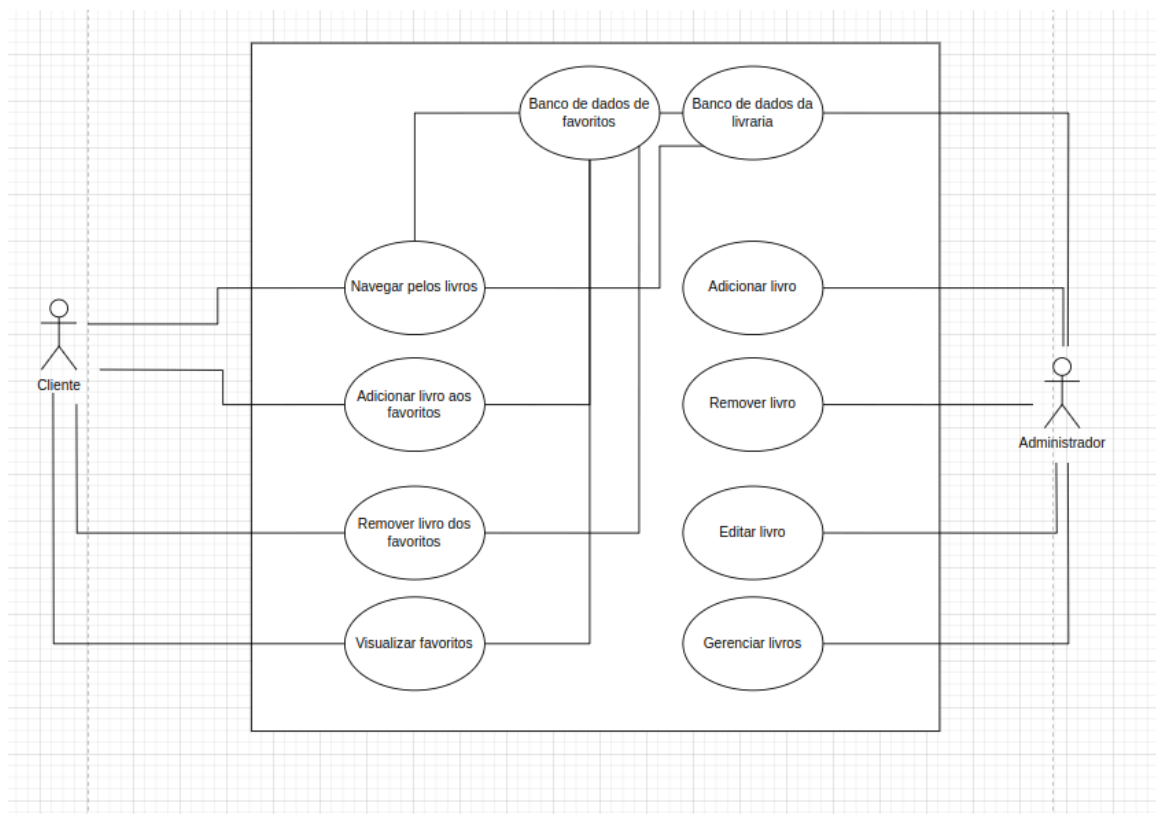 Banco de dados de
favoritos
Banco de dados da
livraria
Navegar pelos livros
Adicionar livro
Cliente
Adicionar livro aos
favoritos
Remover livro
Administrador
Remover livro dos
favoritos
Editar livro
Visualizar favoritos
Gerenciar livros